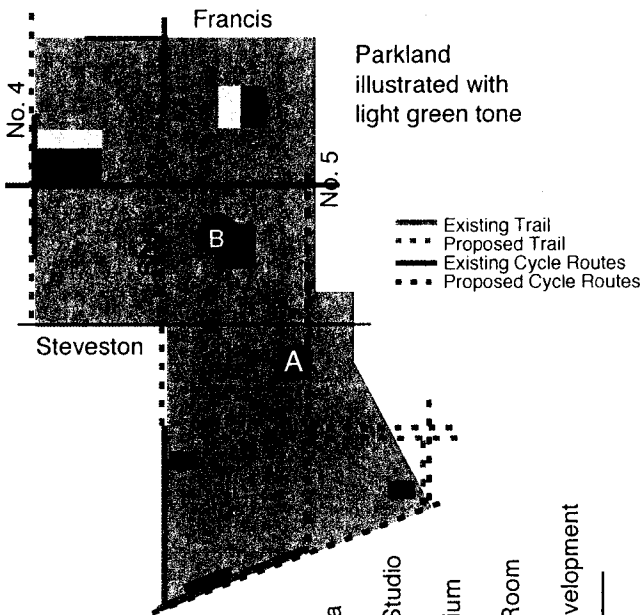 Francis
Parkland
illustrated with
light green tone
No. 4
No. 5
B
Existing Trail
Proposed Trail
Existing Cycle Routes
Proposed Cycle Routes
Steveston
A
Studio
Room